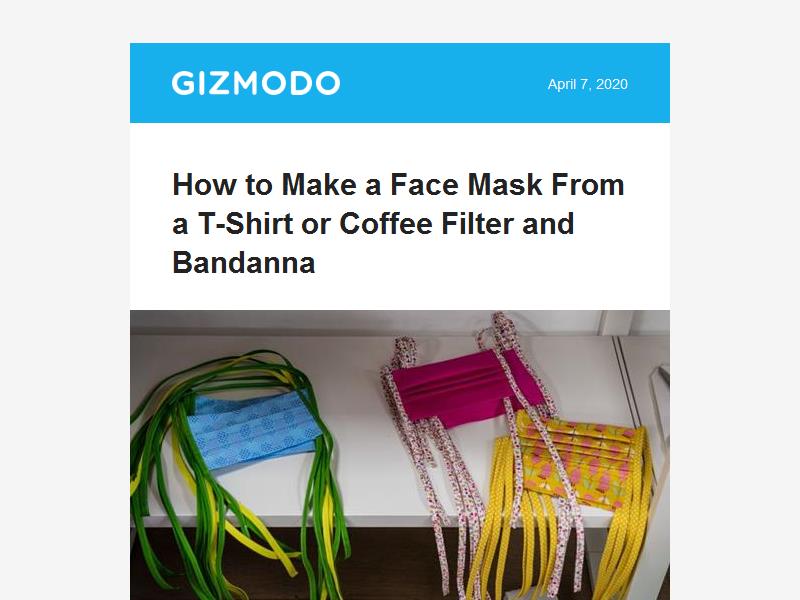 GIZMODO
April 7, 2020
How to Make a Face Mask From
a T-Shirt or Coffee Filter and
Bandanna